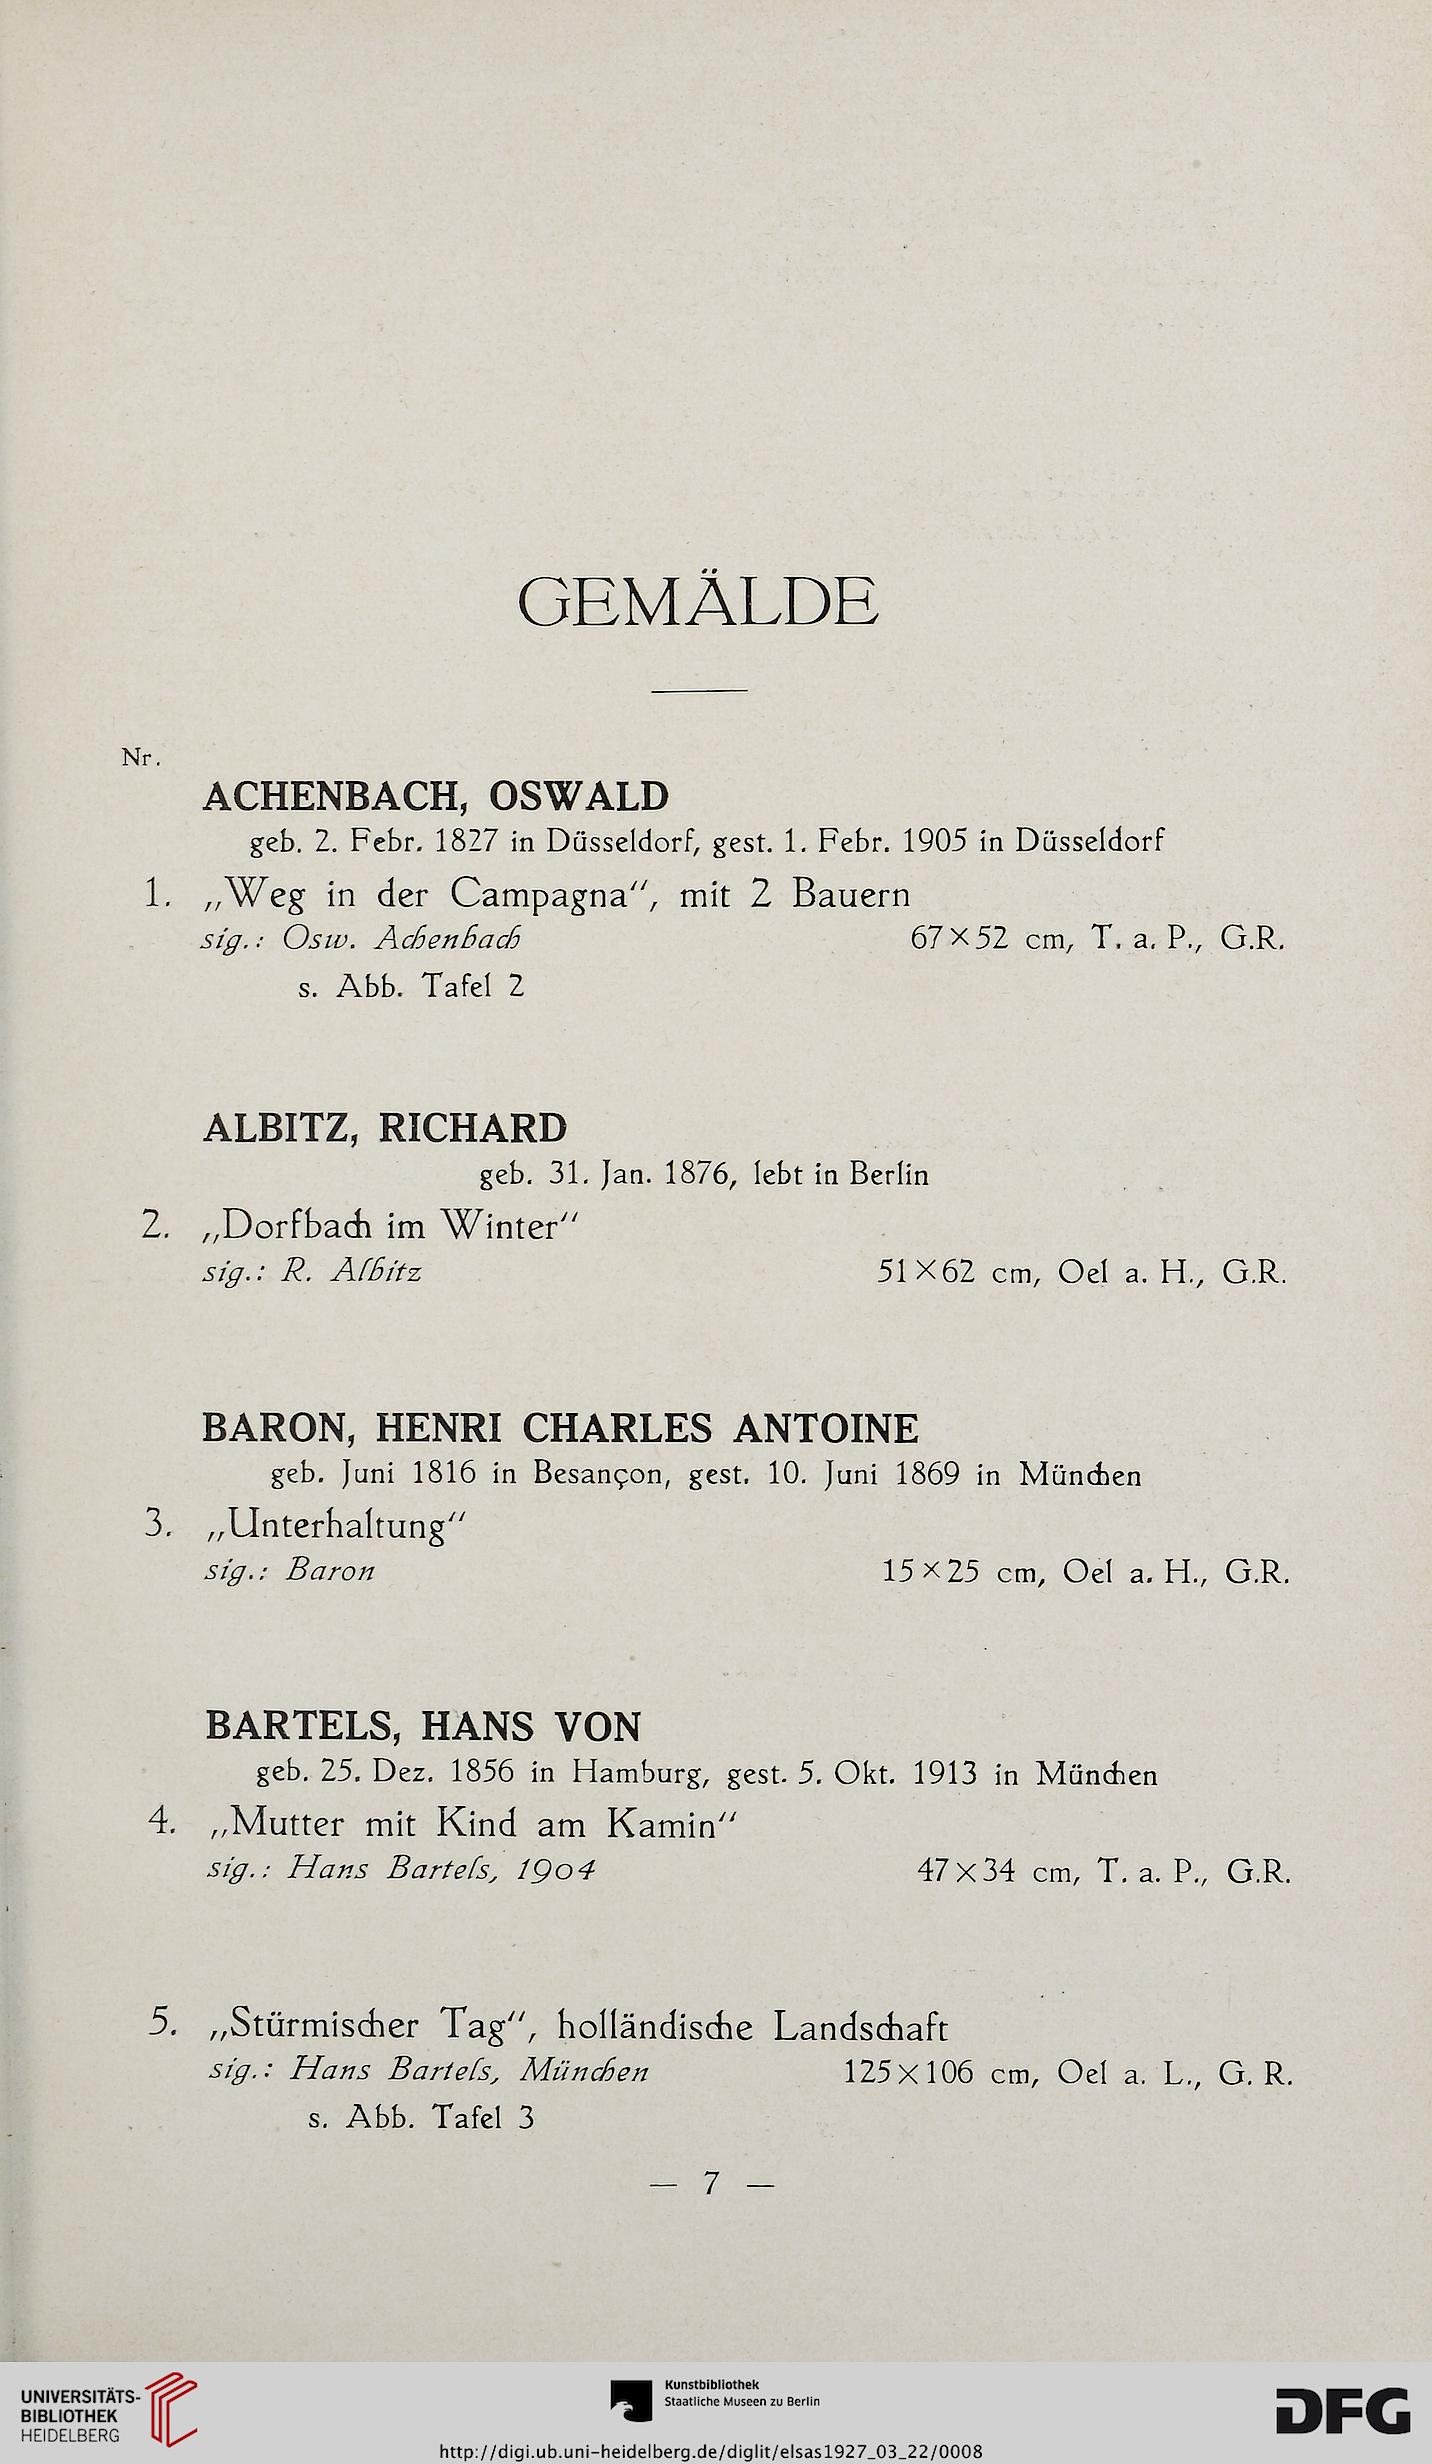 GEMÄLDE
Nr.
ACHENBACH, OSWALD
geb. 2. Febr. 1827 in Düsseldorf, gest. 1. Febr. 1905 in Düsseldorf
1. „Weg in der Campagna“, mit 2 Bauern
sig.: Osw. Achenbach 67×52 cm, T. a. P., G.R.
s. Abb. Tafel 2
ALBITZ, RICHARD
geb. 31. Jan. 1876, lebt in Berlin
2. „Dorfbach im Winter“
sig.: R. Albitz 51×62 cm, Oel a. H., G.R.
BARON, HENRI CHARLES ANTOINE
geb. Juni 1816 in Besançon, gest. 10. Juni 1869 in München
3. „Unterhaltung“
sig.: Baron 15×25 cm, Oel a. H., G.R.
BARTELS, HANS VON
geb. 25. Dez. 1856 in Hamburg, gest. 5. Okt. 1913 in München
4. „Mutter mit Kind am Kamin“
sig.: Hans Bartels, 1904 47×34 cm, T. a. P., G.R.
5. „Stürmischer Tag“, holländische Landschaft
sig.: Hans Bartels, München 125×106 cm, Oel a. L., G. R.
s. Abb. Tafel 3
— 7 —
UNIVERSITÄTS-
BIBLIOTHEK
HEIDELBERG
Kunstbibliothek
Staatliche Museen zu Berlin
DFG
http://digi.ub.uni-heidelberg.de/diglit/elsas1927_03_22/0008